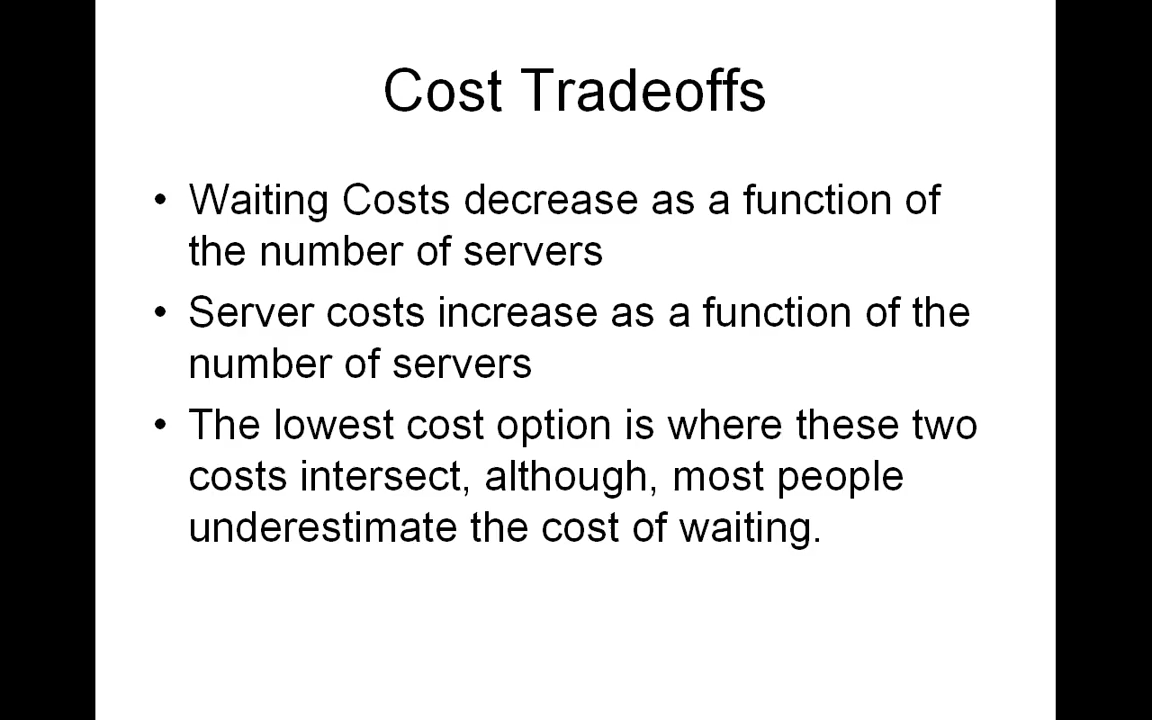 Cost Tradeoffs
• Waiting Costs decrease as a function of
the number of servers
• Server costs increase as a function of the
number of servers
• The lowest cost option is where these two
costs intersect, although, most people
underestimate the cost of waiting.